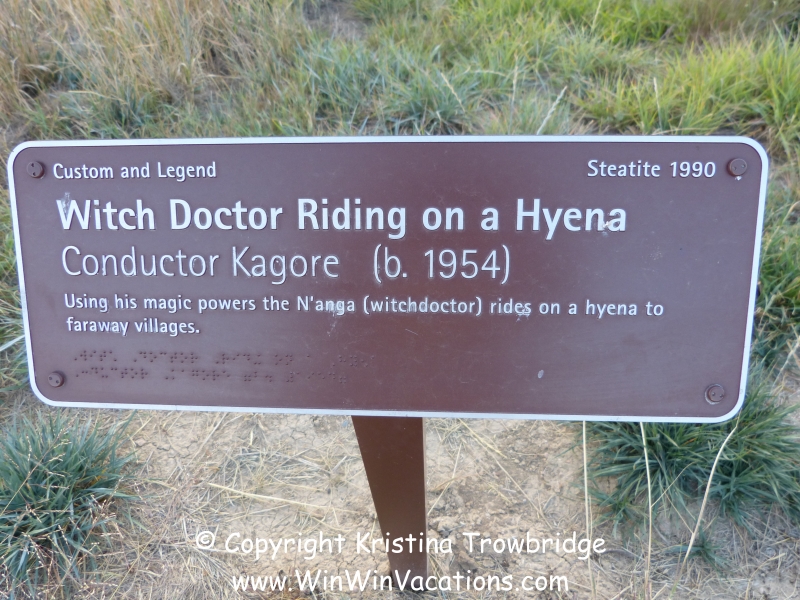 Custom and Legend
Steatite 1990
Witch Doctor Riding on a Hyena
Conductor Kagore (b. 1954)
Using his magic powers the N'anga (witchdoctor) rides on a hyena to
faraway villages.
© Copyright Kristina Trowbridge
www.WinWinVacations.com